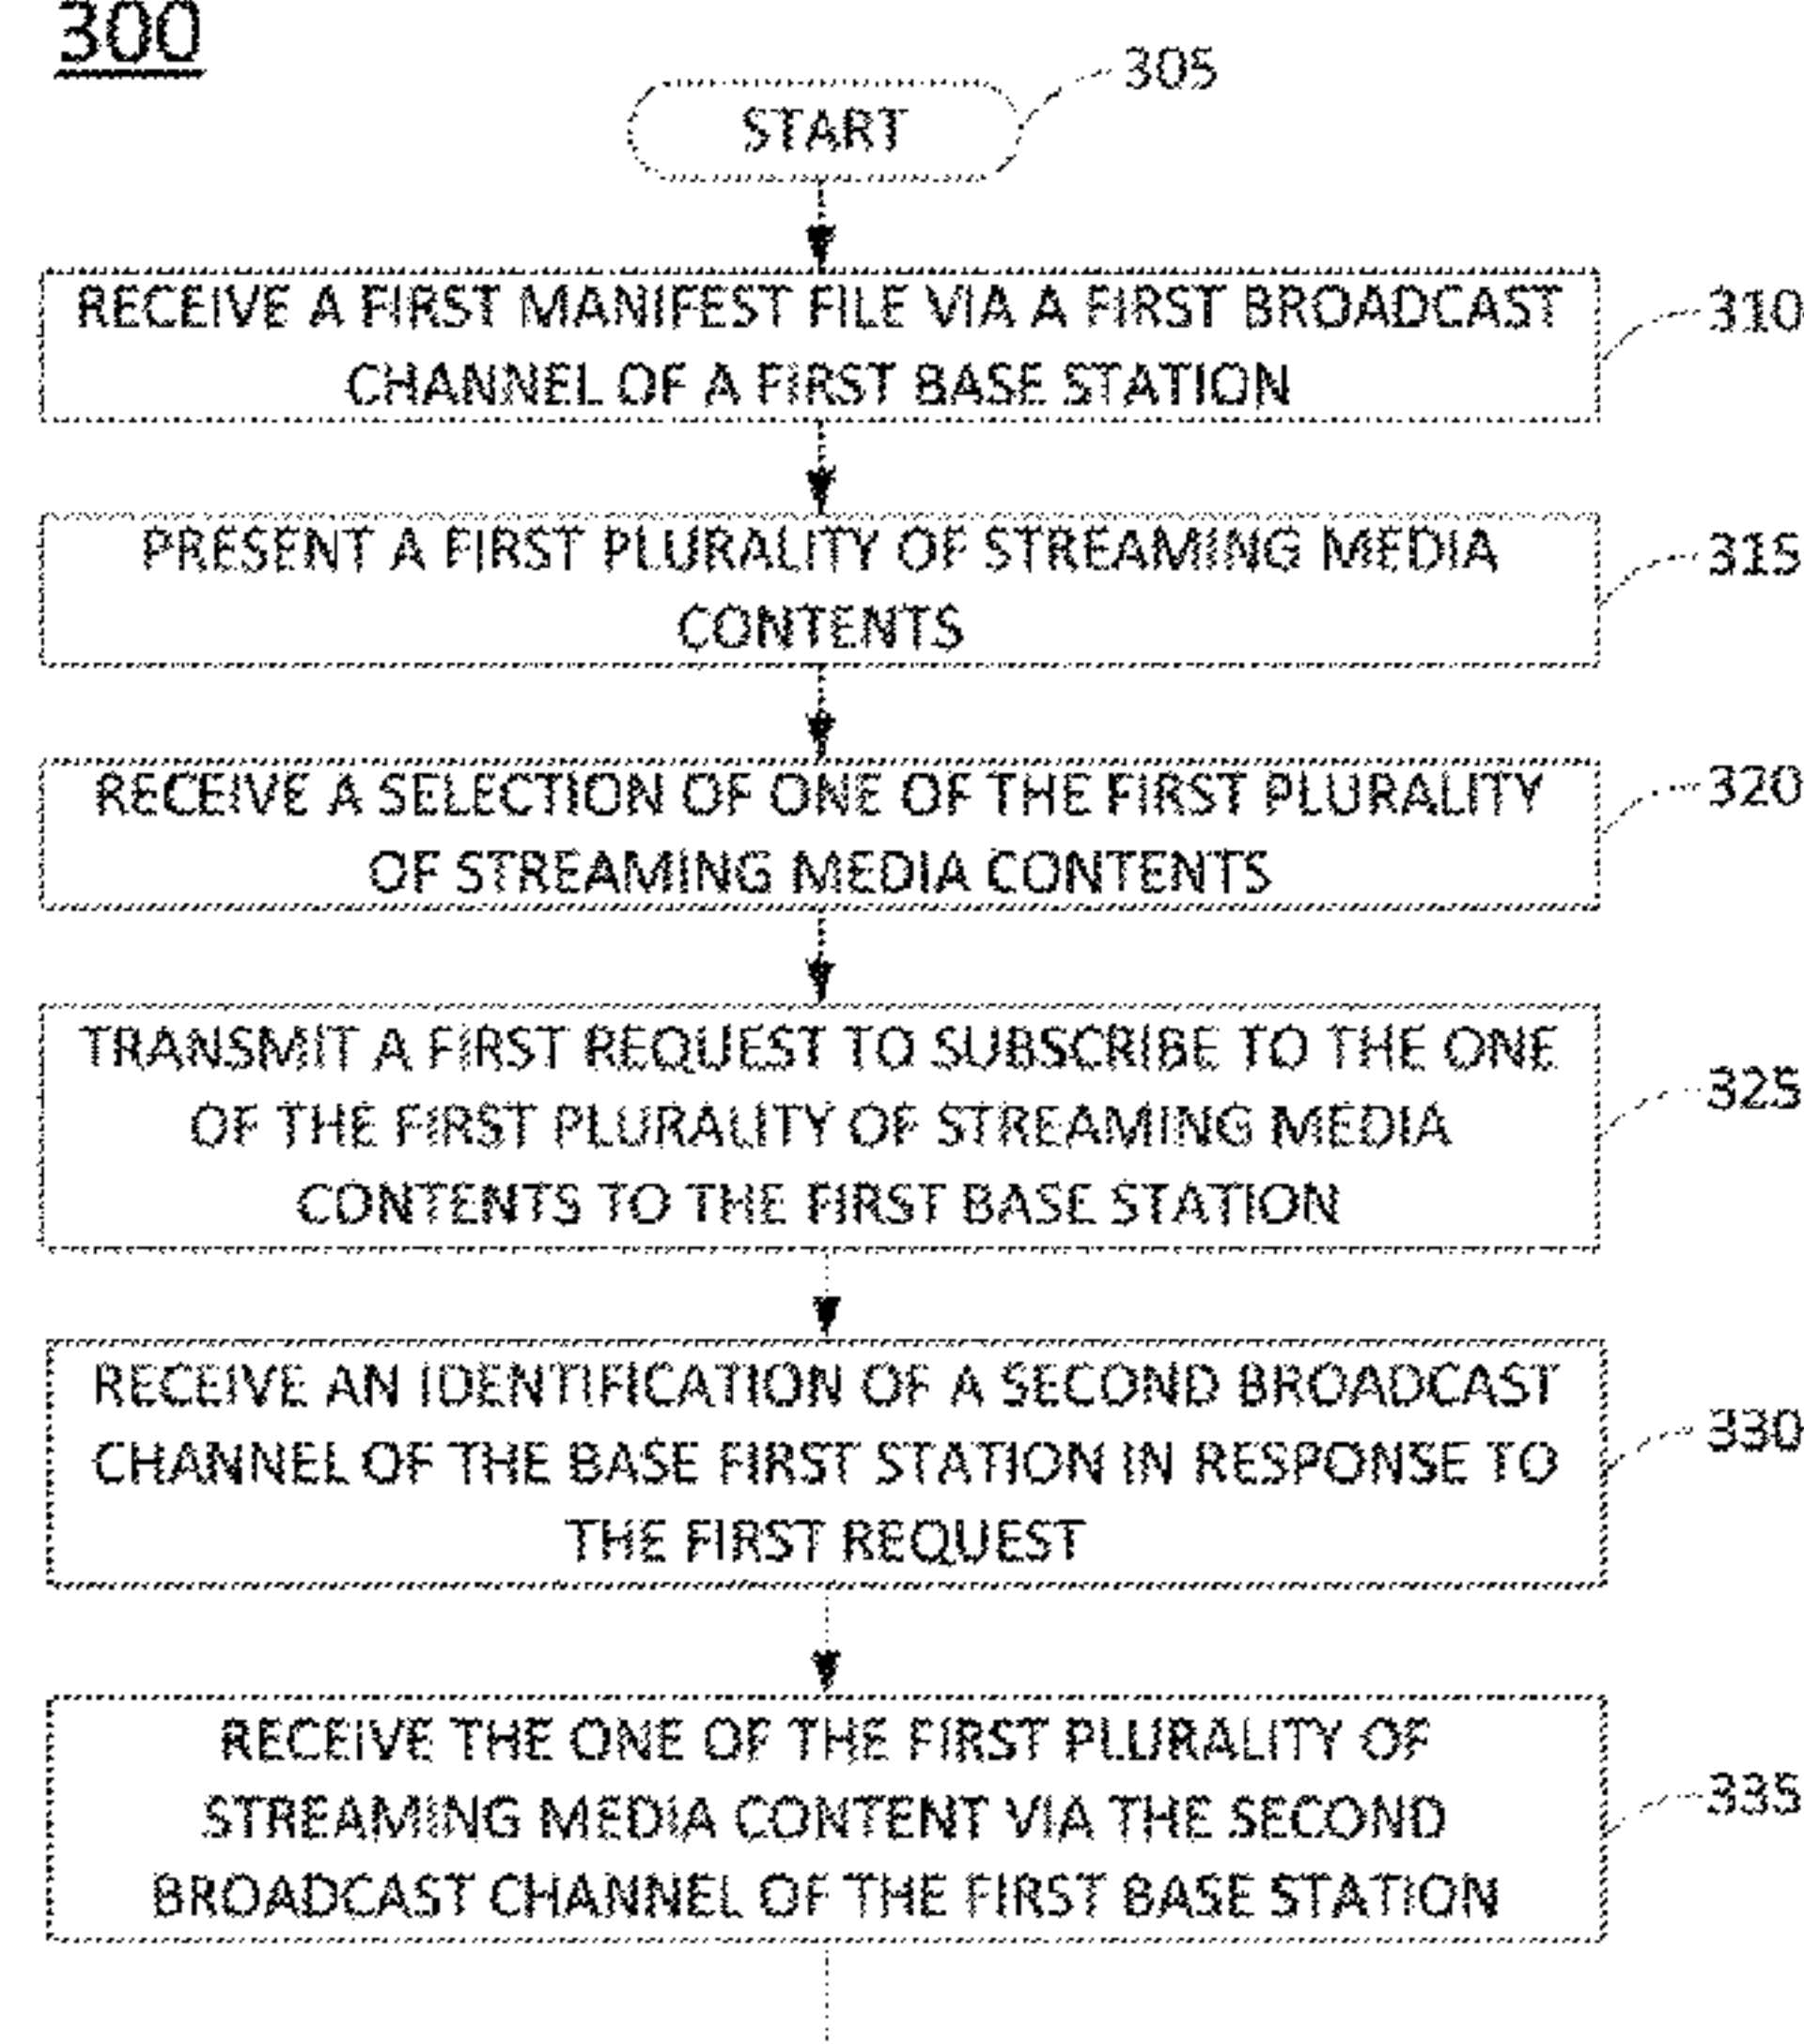 300
305
START
RECEIVE A FIRST MANIFEST FILE VIA A FIRST BROADCAST
CHANNEL OF A FIRST BASE STATION
310
PRESENT A FIRST PLURALITY OF STREAMING MEDIA
CONTENTS
315
RECEIVE A SELECTION OF ONE OF THE FIRST PLURALITY
OF STREAMING MEDIA CONTENTS
320
TRANSMIT A FIRST REQUEST TO SUBSCRIBE TO THE ONE
OF THE FIRST PLURALITY OF STREAMING MEDIA
CONTENTS TO THE FIRST BASE STATION
325
RECEIVE AN IDENTIFICATION OF A SECOND BROADCAST
CHANNEL OF THE BASE FIRST STATION IN RESPONSE TO
THE FIRST REQUEST
330
RECEIVE THE ONE OF THE FIRST PLURALITY OF
STREAMING MEDIA CONTENT VIA THE SECOND
BROADCAST CHANNEL OF THE FIRST BASE STATION
335